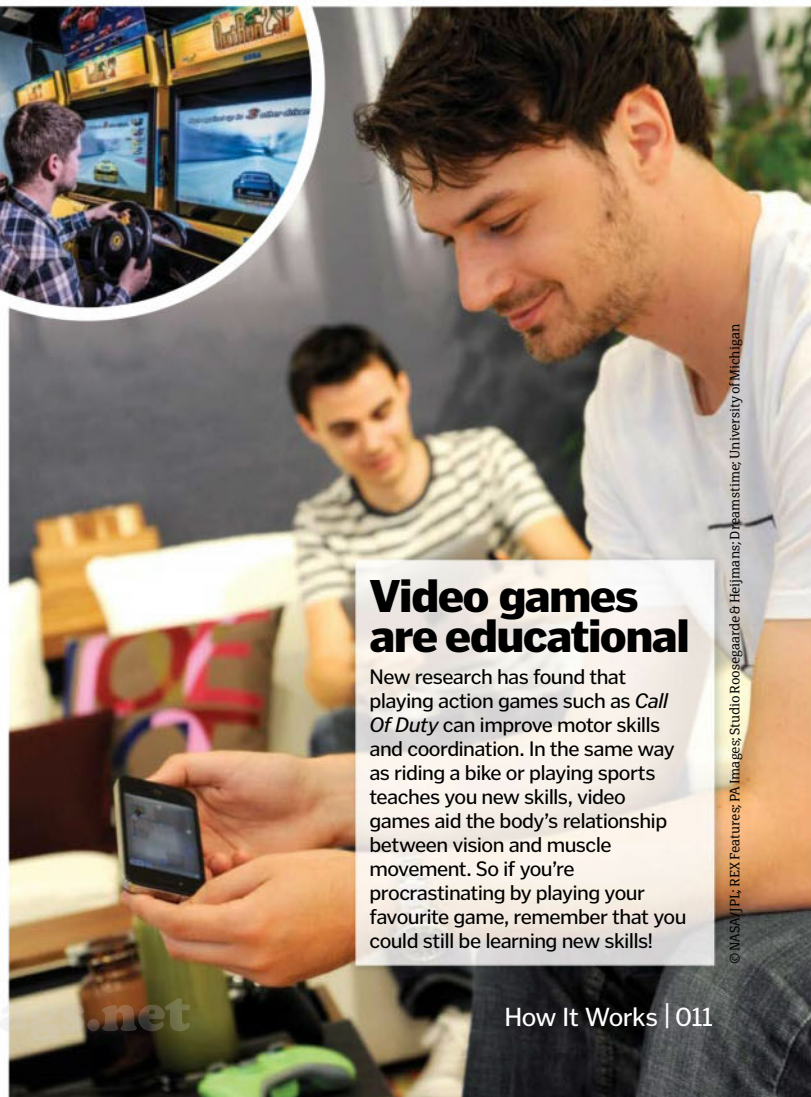 OutRun 2 SP
SEGA
Video games
are educational
New research has found that
playing action games such as Call
Of Duty can improve motor skills
and coordination. In the same way
as riding a bike or playing sports
teaches you new skills, video
games aid the body’s relationship
between vision and muscle
movement. So if you’re
procrastinating by playing your
favourite game, remember that you
could still be learning new skills!
© NASA/JPL; REX Features; PA Images; Studio Roosegaarde & Heijmans; Dreamstime; University of Michigan
.net
How It Works | 011